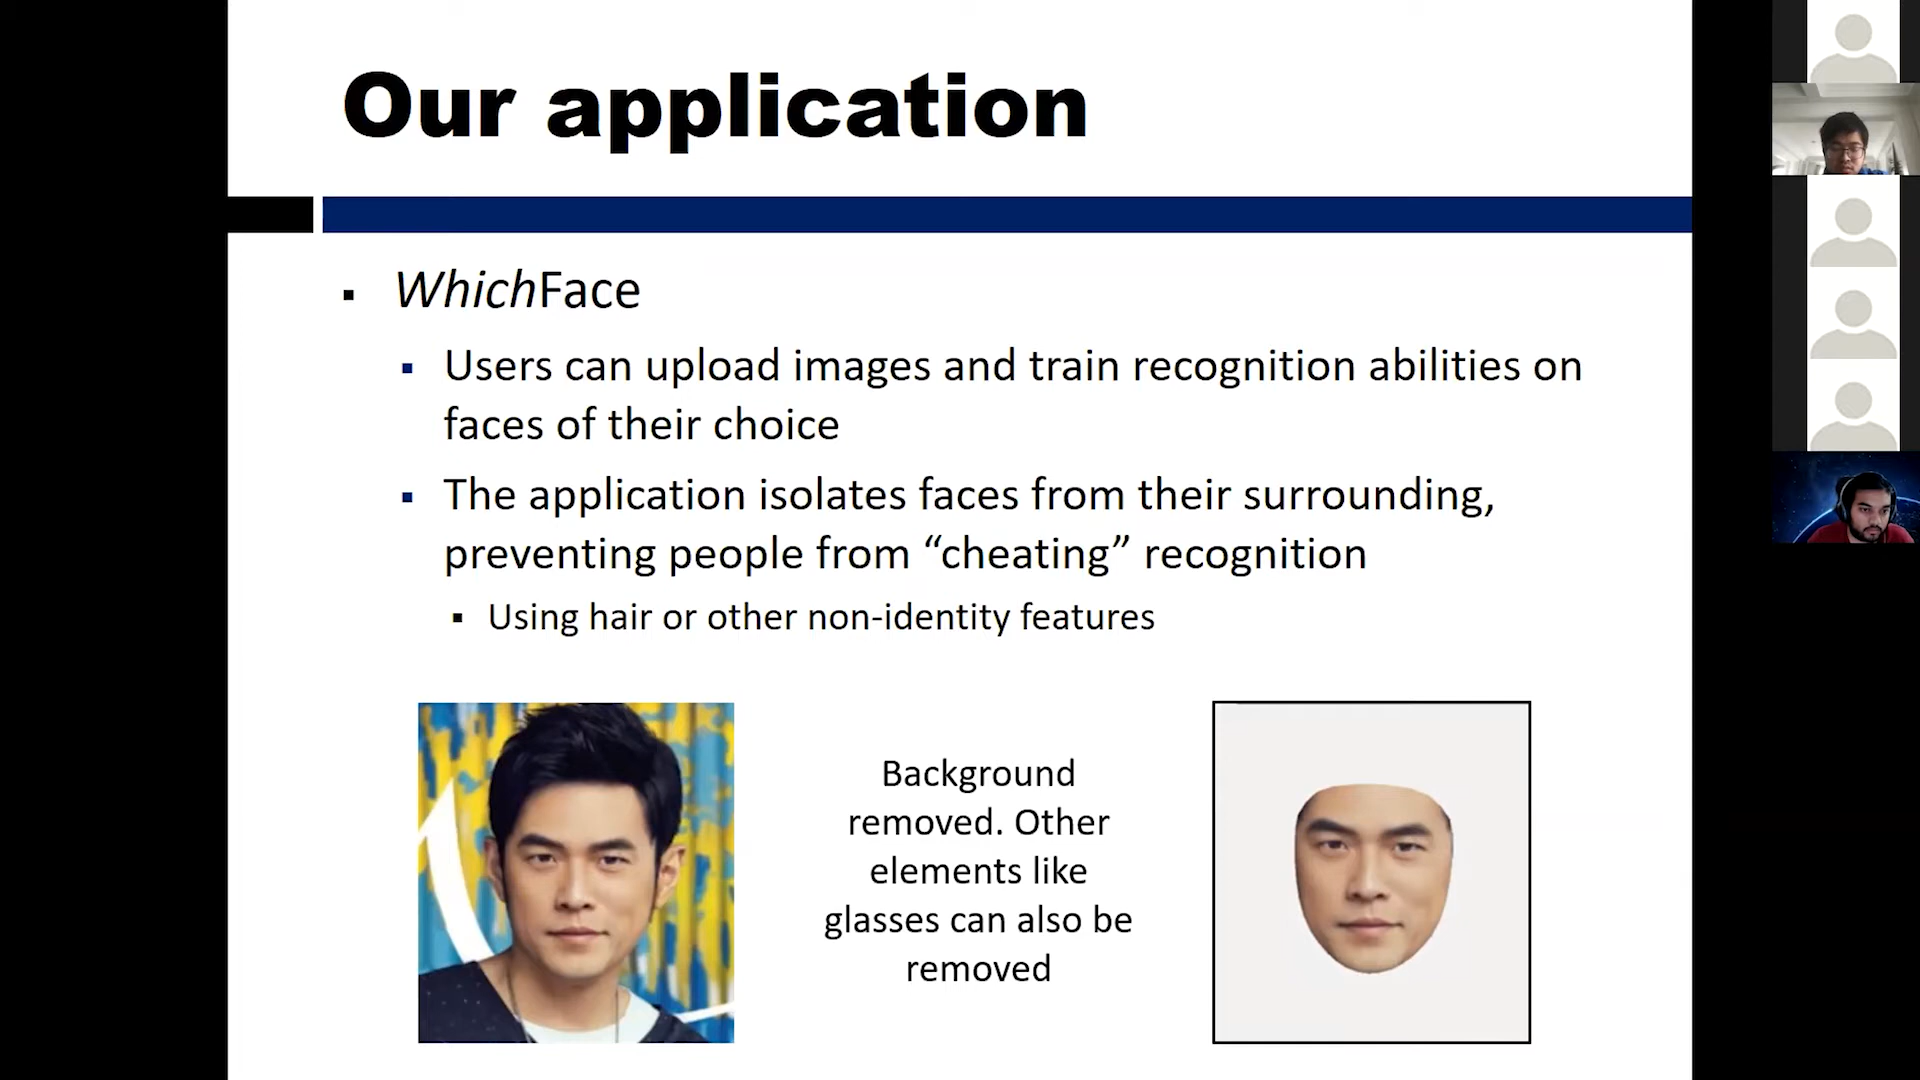 Our application
WhichFace
Users can upload images and train recognition abilities on
faces of their choice
The application isolates faces from their surrounding,
preventing people from “cheating” recognition
Using hair or other non-identity features
Background
removed. Other
elements like
glasses can also be
removed